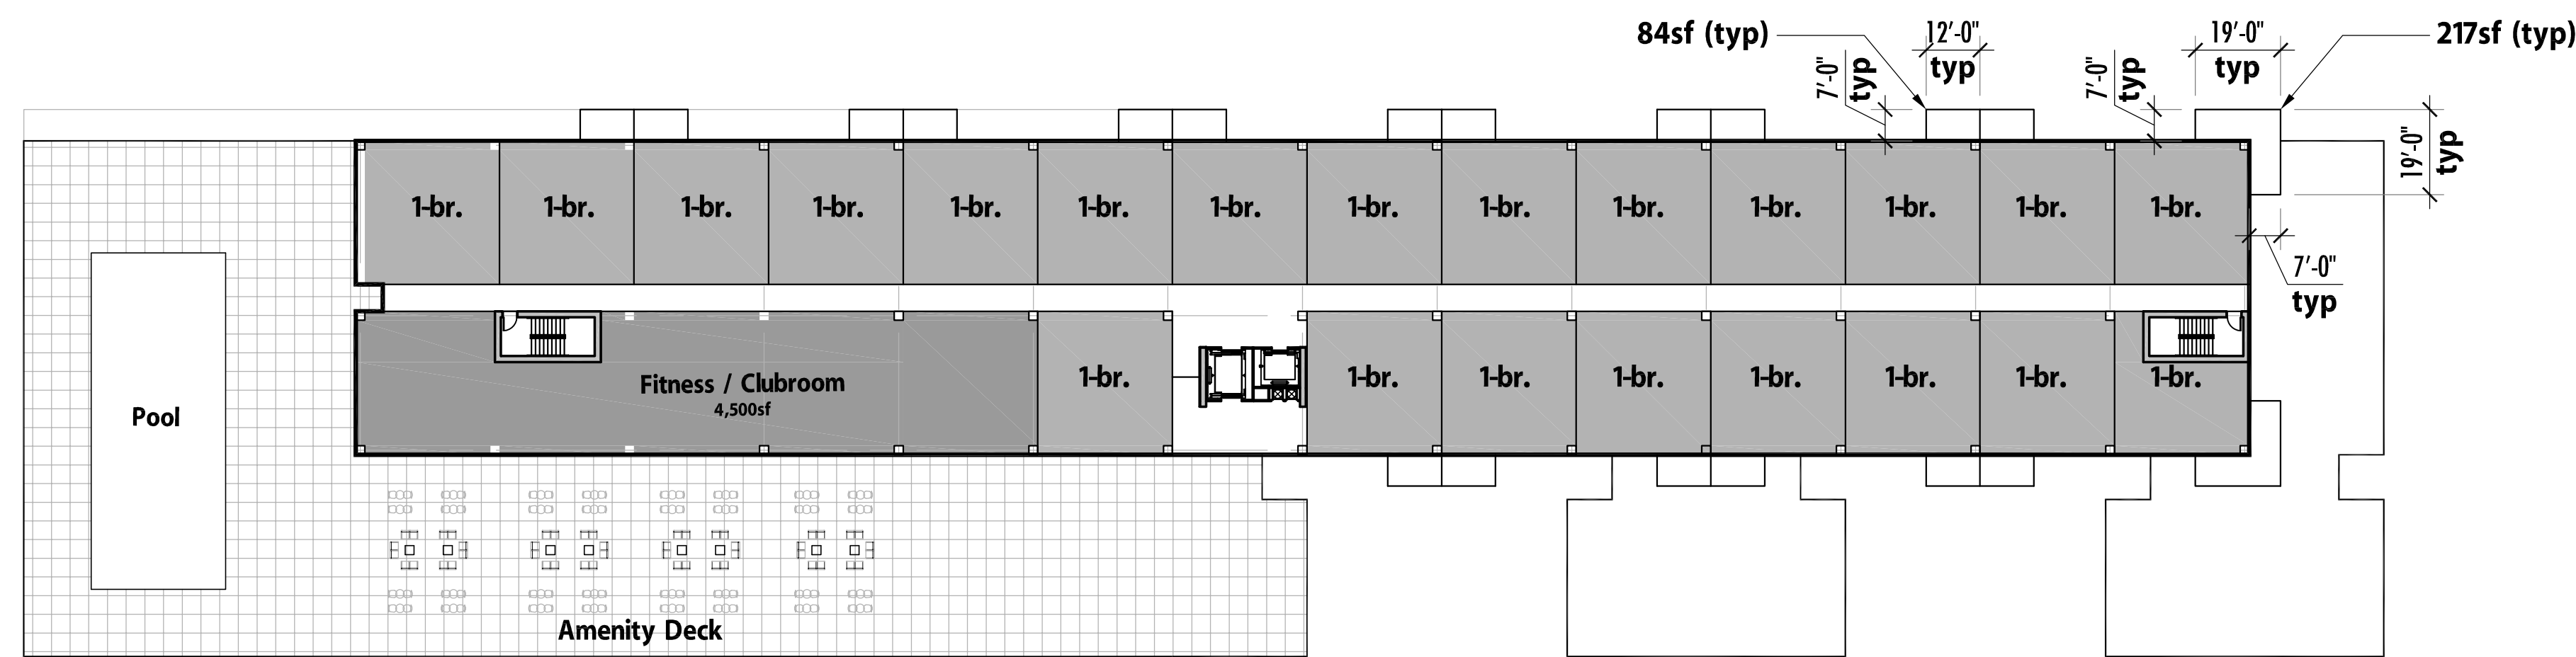 84sf (typ)
12'-0"
typ
19'-0"
typ
217sf (typ)
7'-0"
typ
7'-0"
typ
19'-0"
typ
1-br.
1-br.
1-br.
1-br.
1-br.
1-br.
1-br.
1-br.
1-br.
1-br.
1-br.
1-br.
1-br.
1-br.
7'-0"
typ
Fitness / Clubroom
4,500sf
1-br.
1-br.
1-br.
1-br.
1-br.
1-br.
1-br.
1-br.
Pool
Amenity Deck